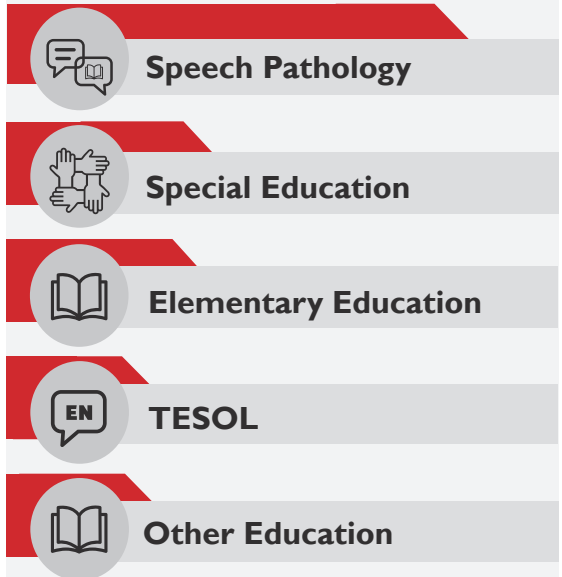 Speech Pathology
Special Education
Elementary Education
EN
TESOL
Other Education